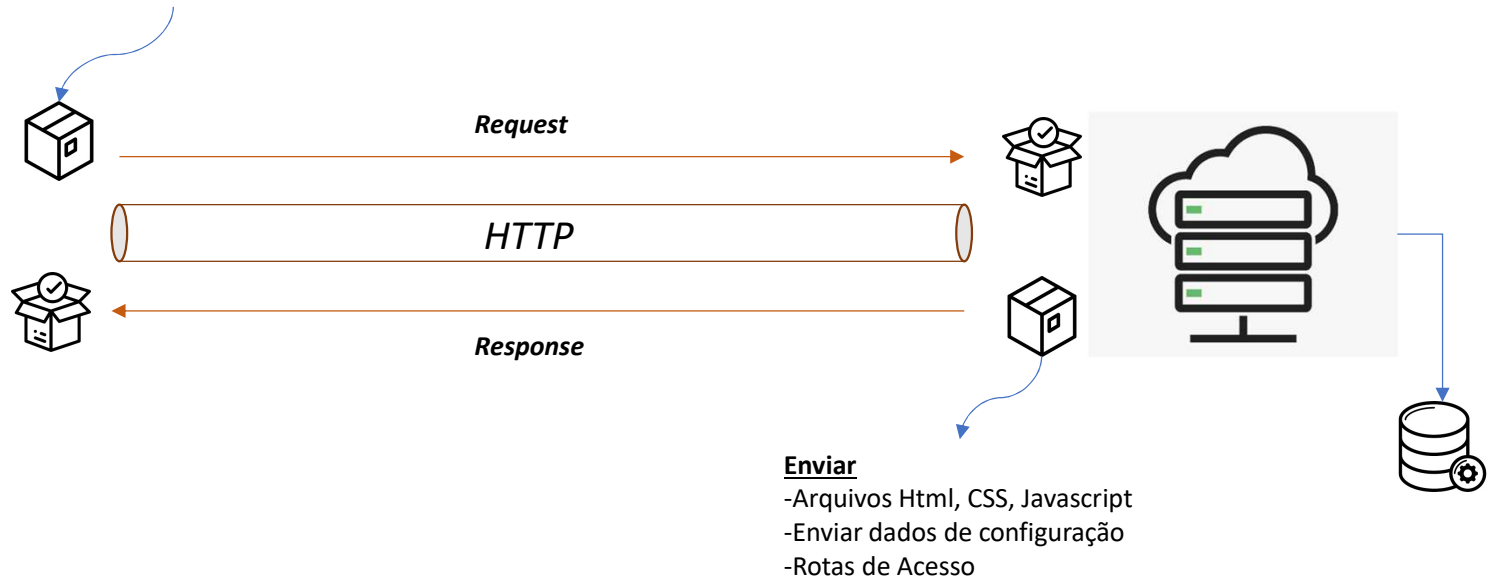 Request
HTTP
Response
Enviar
-Arquivos Html, CSS, Javascript
-Enviar dados de configuração
-Rotas de Acesso